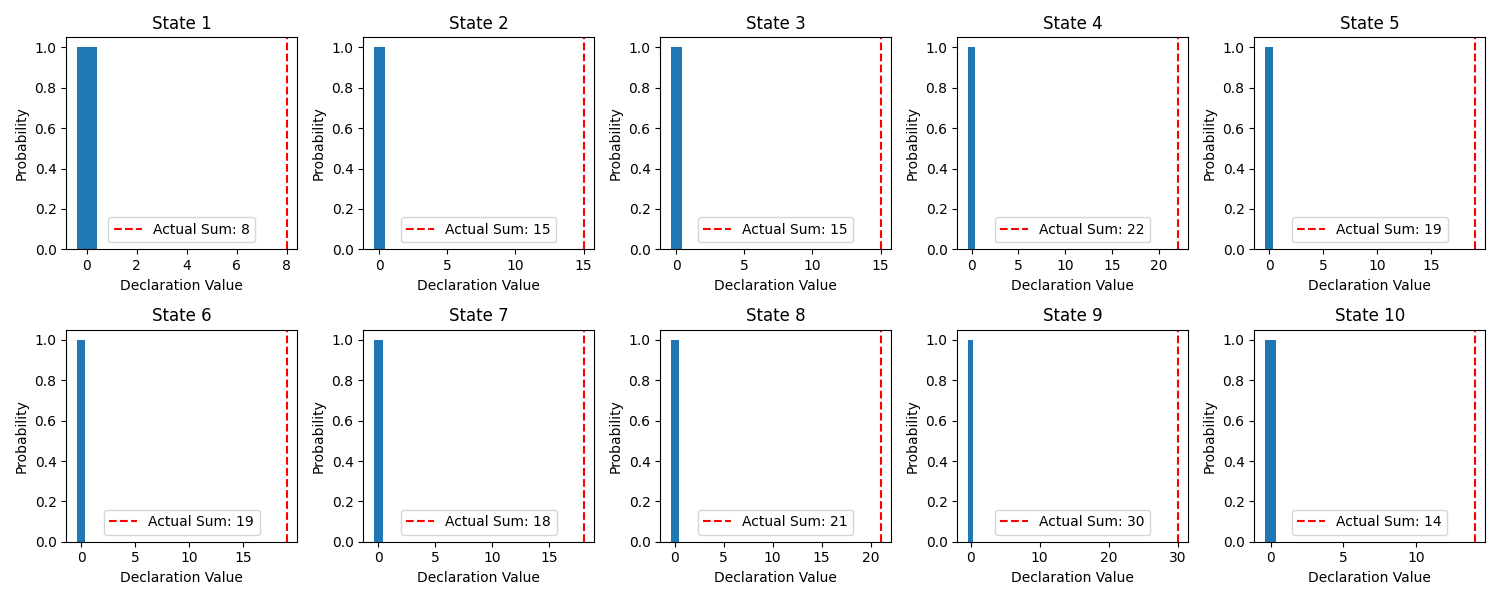 State 1
State 2
State 3
State 4
State 5
Probability
1.0
0.8
0.6
0.4
0.2
0.0
Actual Sum: 8
0 2 4 6 8
Declaration Value
Probability
1.0
0.8
0.6
0.4
0.2
0.0
Actual Sum: 15
0 5 10 15
Declaration Value
Probability
1.0
0.8
0.6
0.4
0.2
0.0
Actual Sum: 15
0 5 10 15
Declaration Value
Probability
1.0
0.8
0.6
0.4
0.2
0.0
Actual Sum: 22
0 5 10 15 20
Declaration Value
Probability
1.0
0.8
0.6
0.4
0.2
0.0
Actual Sum: 19
0 5 10 15
Declaration Value
State 6
State 7
State 8
State 9
State 10
Probability
1.0
0.8
0.6
0.4
0.2
0.0
Actual Sum: 19
0 5 10 15
Declaration Value
Probability
1.0
0.8
0.6
0.4
0.2
0.0
Actual Sum: 18
0 5 10 15
Declaration Value
Probability
1.0
0.8
0.6
0.4
0.2
0.0
Actual Sum: 21
0 5 10 15 20
Declaration Value
Probability
1.0
0.8
0.6
0.4
0.2
0.0
Actual Sum: 30
0 10 20 30
Declaration Value
Probability
1.0
0.8
0.6
0.4
0.2
0.0
Actual Sum: 14
0 5 10
Declaration Value